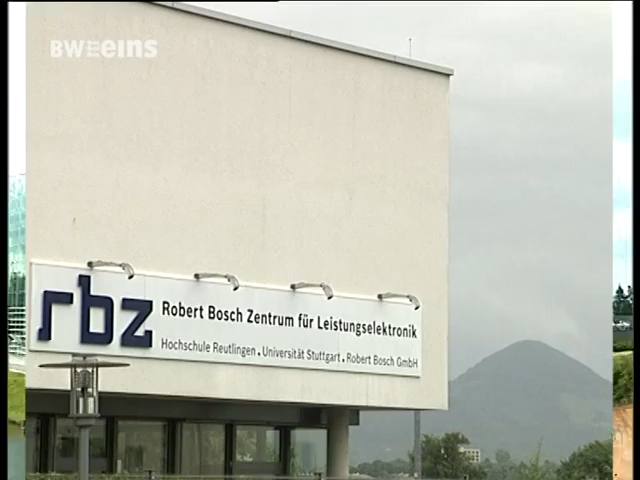 BW eins
rbz Robert Bosch Zentrum für Leistungselektronik
Hochschule Reutlingen . Universität Stuttgart . Robert Bosch GmbH